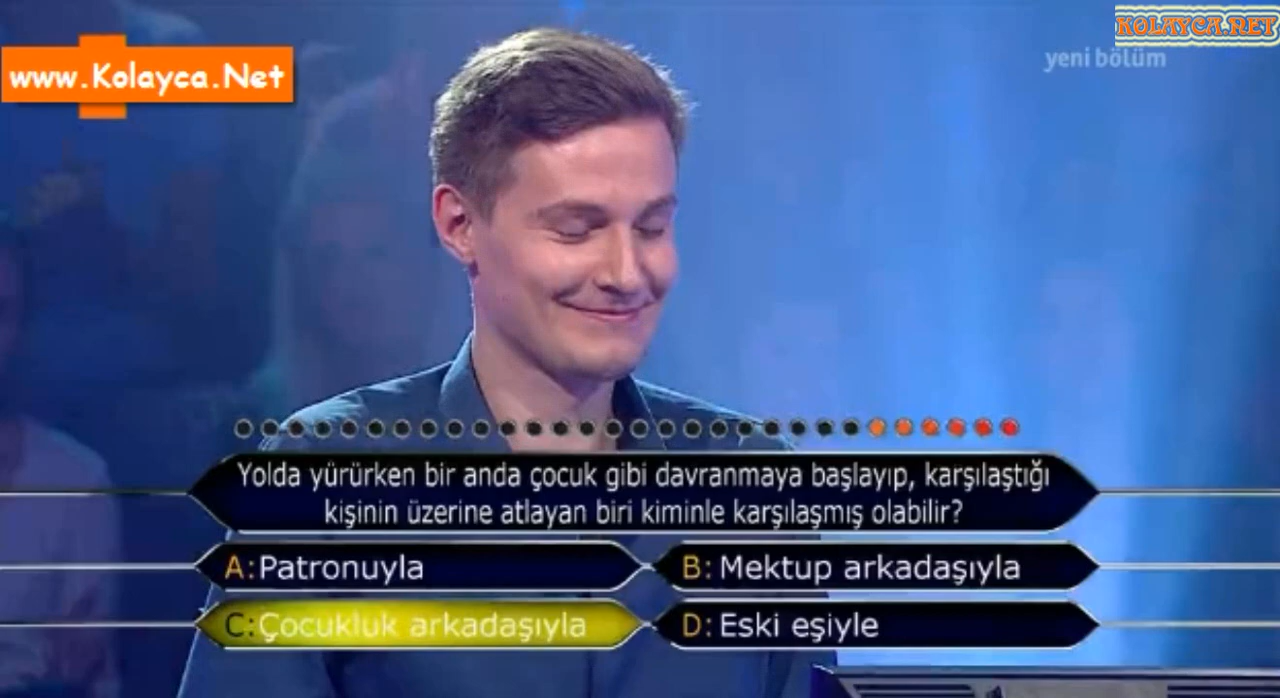 KOLAYCA.NET
www.Kolayca.Net
yeni bölüm
Yolda yürürken bir anda çocuk gibi davranmaya başlayıp, karşılaştığı
kişinin üzerine atlayan biri kiminle karşılaşmış olabilir?
A: Patronuyla
B: Mektup arkadaşıyla
C: Çocukluk arkadaşıyla
D: Eski eşiyle